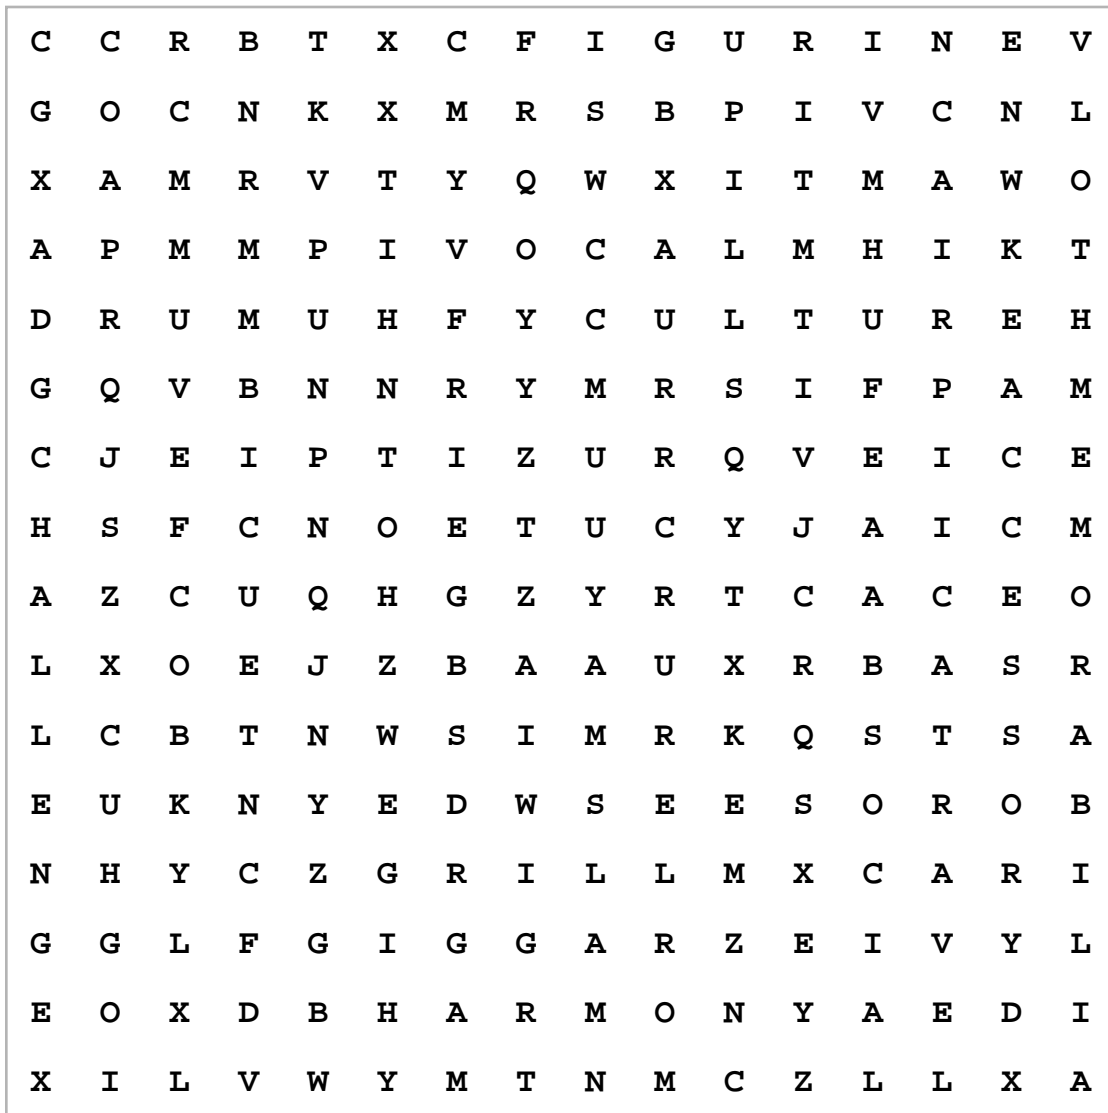 C C R B T X C F I G U R I N E V
G O C N K X M R S B P I V C N L
X A M R V T Y Q W X I T M A W O
A P M M P I V O C A L M H I K T
D R U M U H F Y C U L T U R E H
G Q V B N N R Y M R S I F P A M
C J E I P T I Z U R Q V E I C E
H S F C N O E T U C Y J A I C M
A Z C U Q H G Z Y R T C A C E O
L X O E J Z B A A U X R B A S R
L C B T N W S I M R K Q S T S A
E U K N Y E D W S E E S O R O B
N H Y C Z G R I L L M X C A R I
G G L F G I G G A R Z E I V Y L
E O X D B H A R M O N Y A E D I
X I L V W Y M T N M C Z L L X A